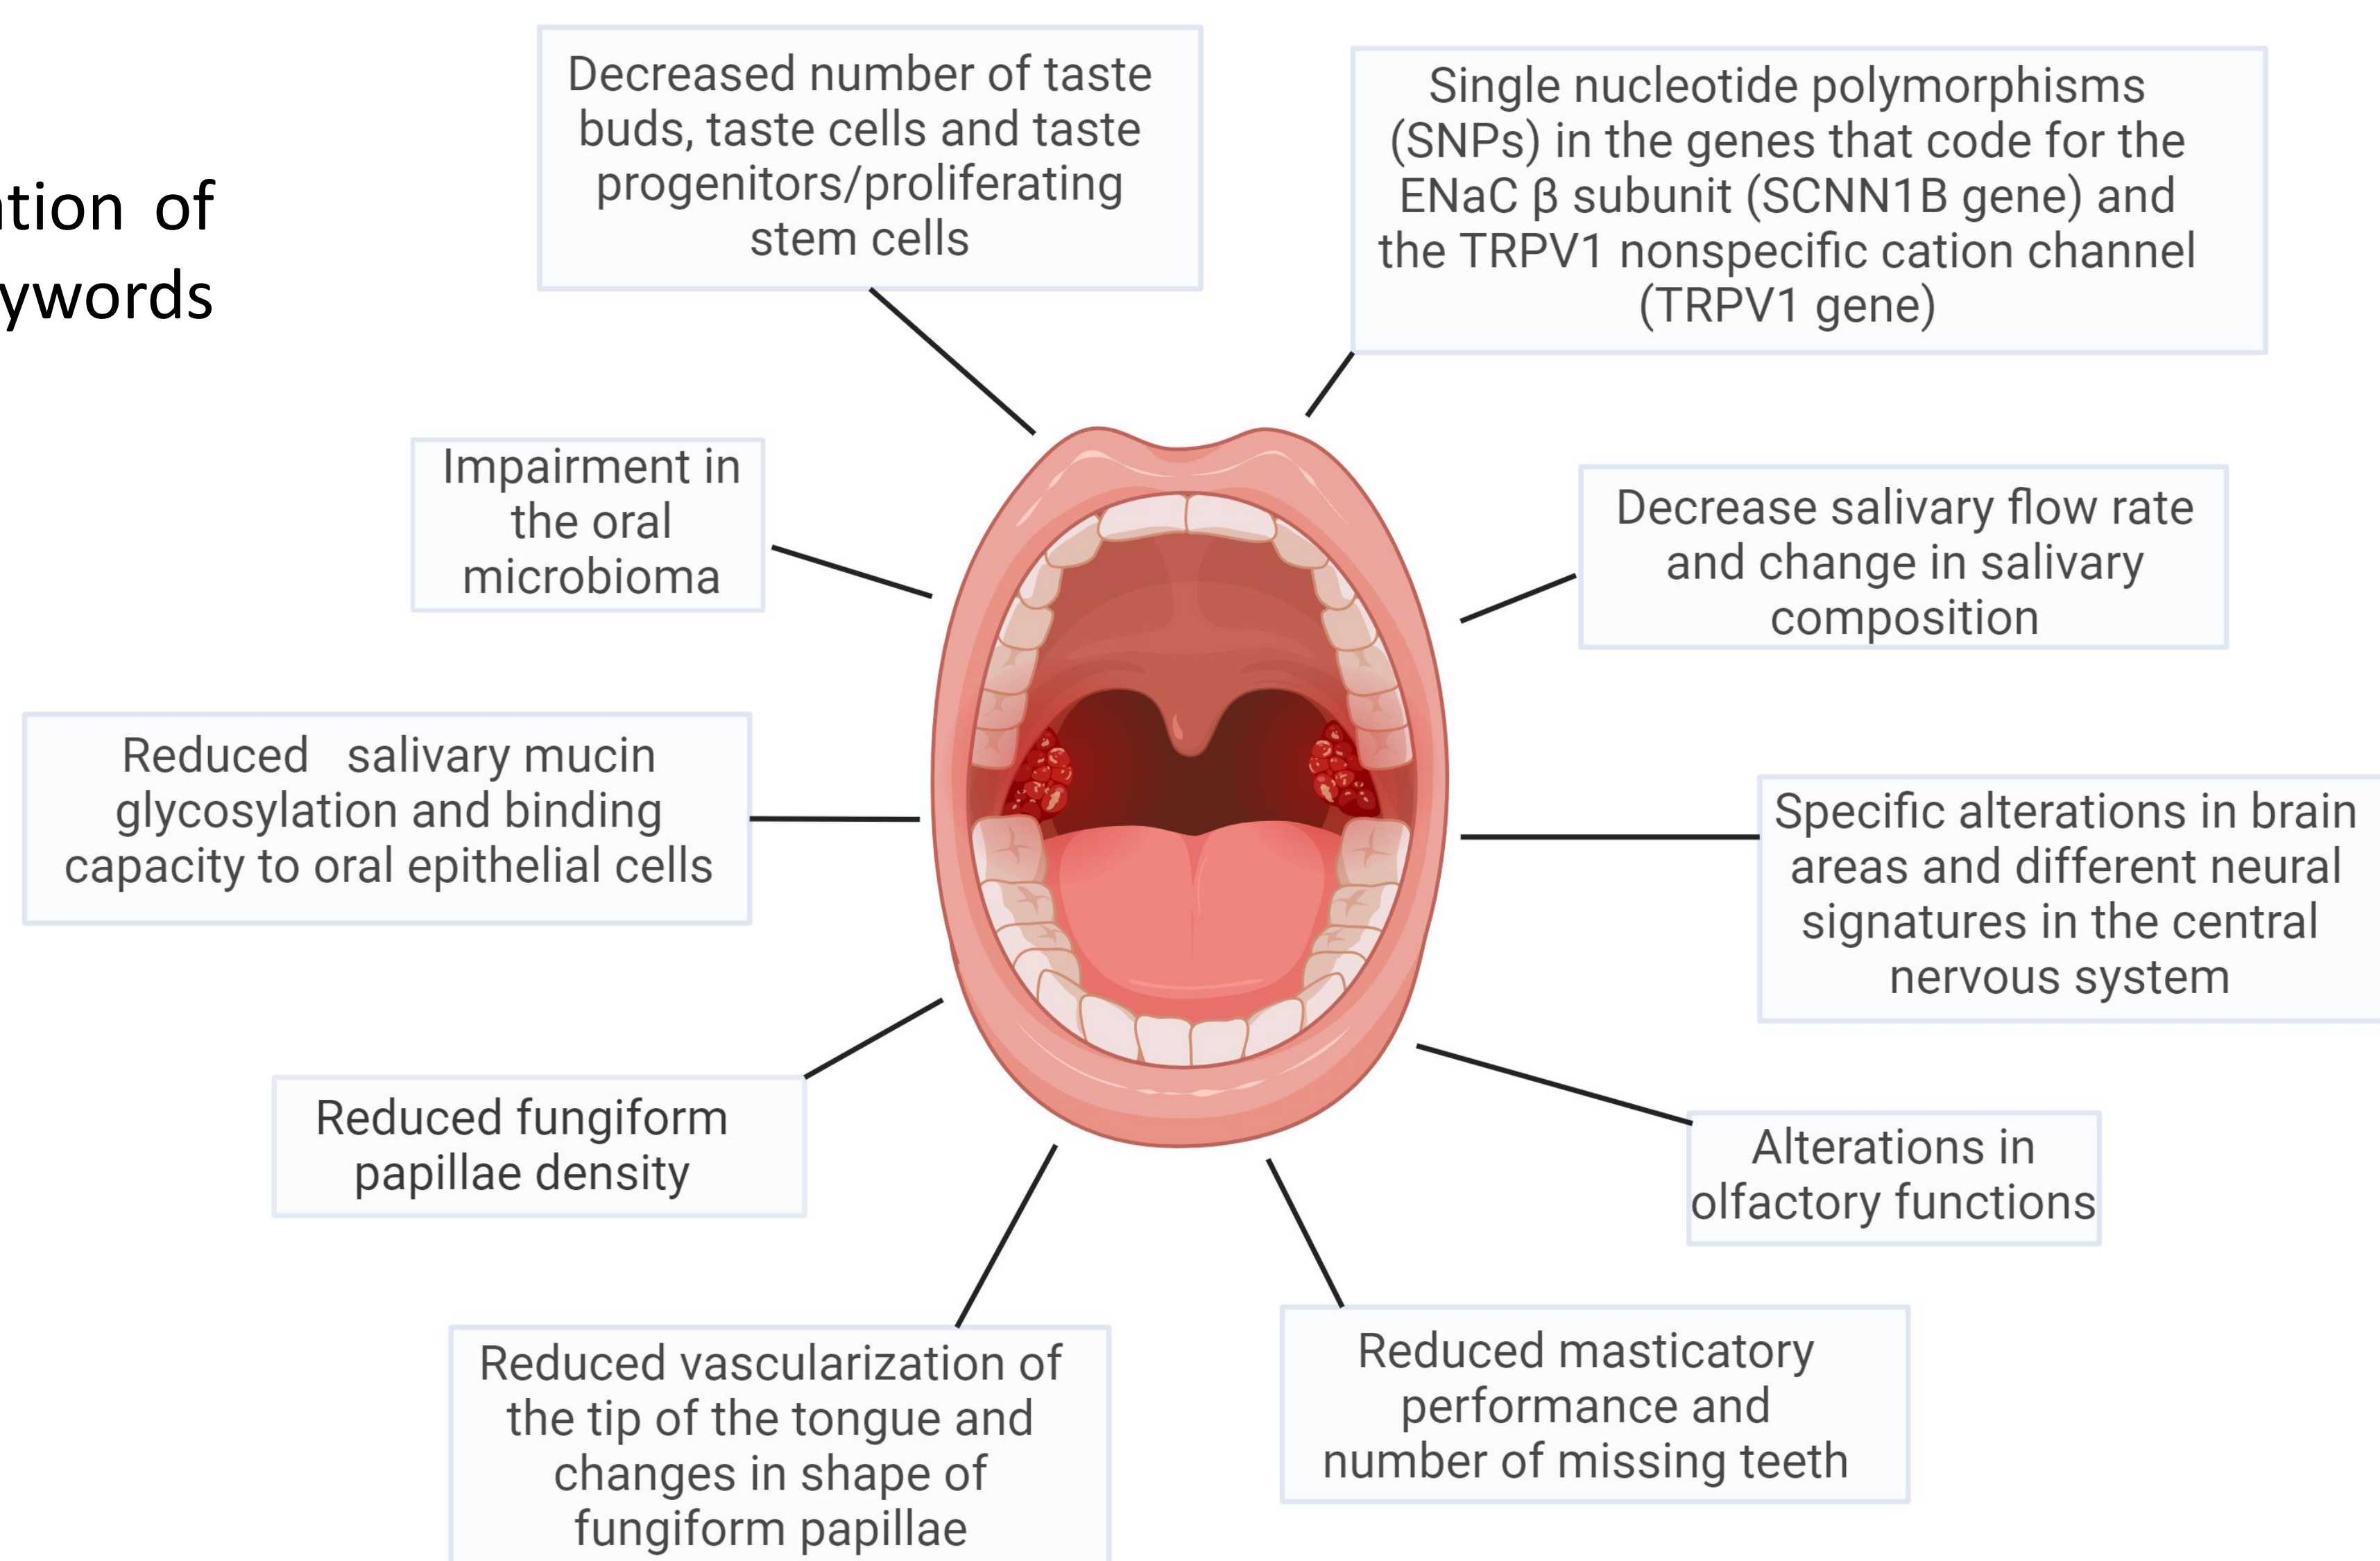 of
Decreased number of taste
buds, taste cells and taste
progenitors/proliferating
stem cells
Single nucleotide polymorphisms
(SNPs) in the genes that code for the
ENaC β subunit (SCNN1B gene) and
the TRPV1 nonspecific cation channel
(TRPV1 gene)
Impairment in
the oral
microbioma
Decrease salivary flow rate
and change in salivary
composition
Reduced salivary mucin
glycosylation and binding
capacity to oral epithelial cells
Specific alterations in brain
areas and different neural
signatures in the central
nervous system
Reduced fungiform
papillae density
Alterations in
olfactory functions
Reduced vascularization of
the tip of the tongue and
changes in shape of
fungiform papillae
Reduced masticatory
performance and
number of missing teeth